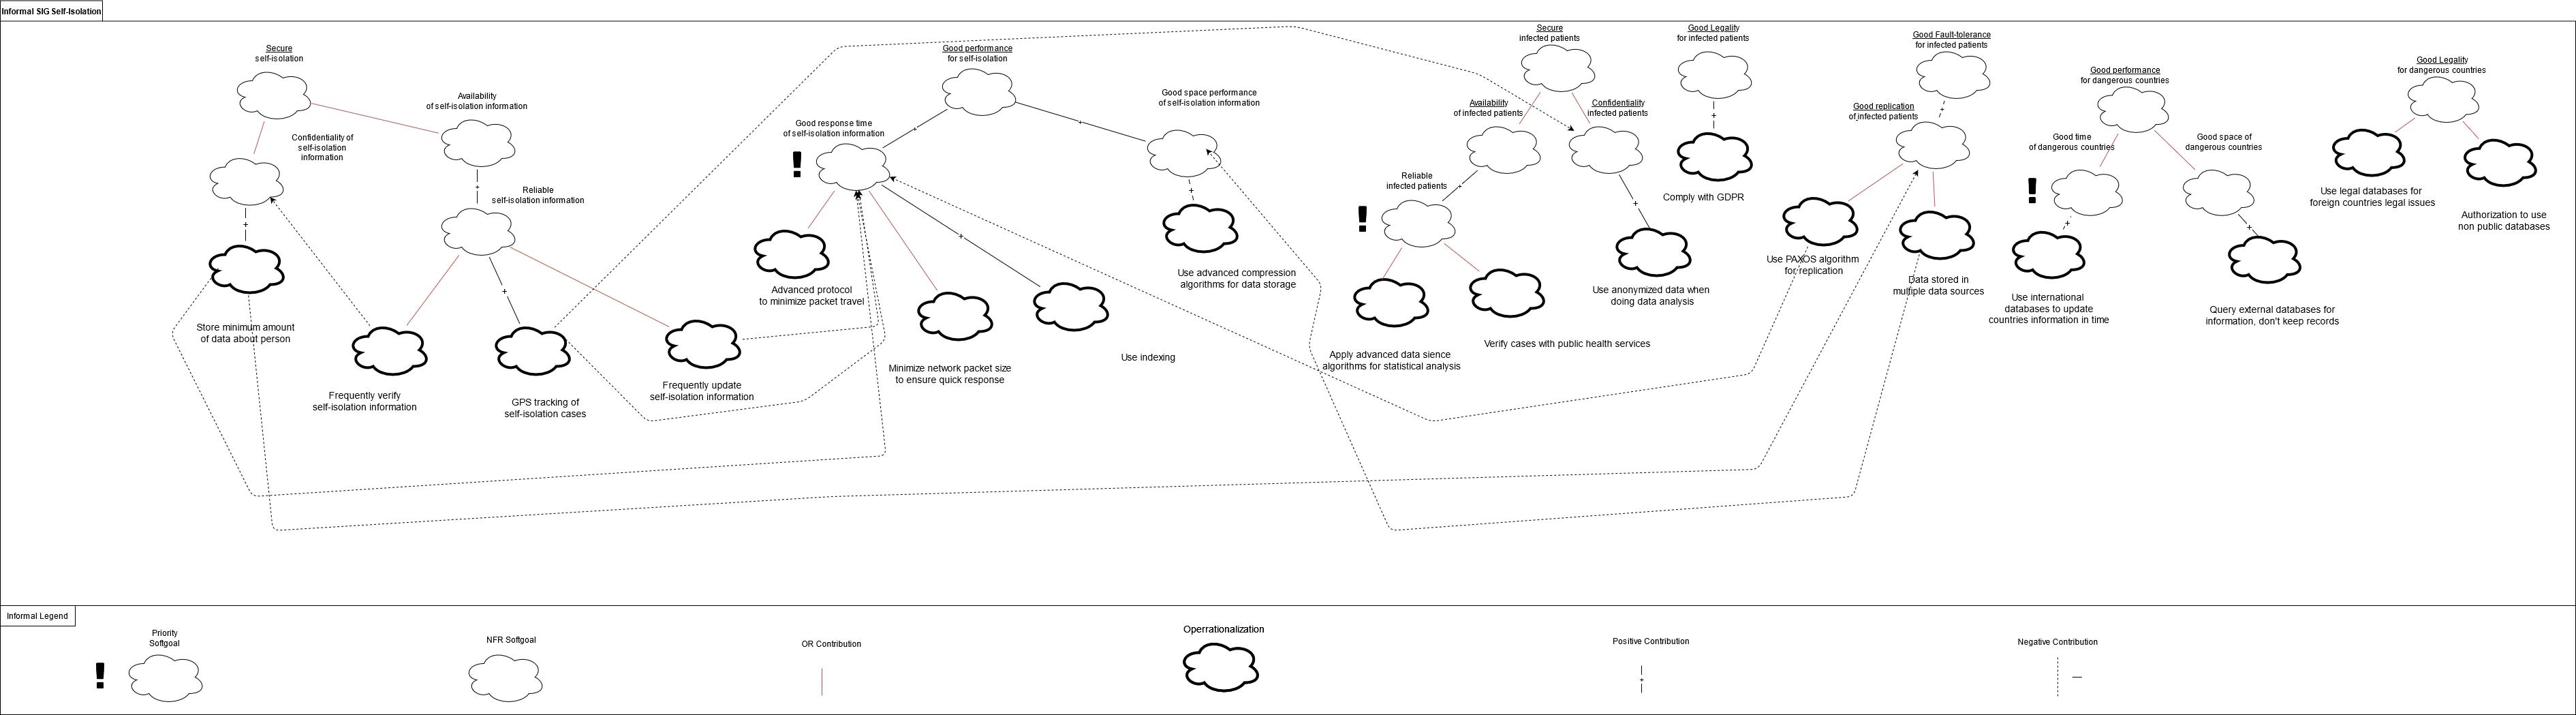 Informal SIG Self-Isolation
Secure
self-isolation
Availability
of self-isolation information
Confidentiality of
self-isolation
information
Reliable
self-isolation information
Store minimum amount
of data about person
Frequently verify
self-isolation information
GPS tracking of
self-isolation cases
Frequently update
self-isolation information
Good performance
for self-isolation
Good response time
of self-isolation information
!
Good space performance
of self-isolation information
Advanced protocol
to minimize packet travel
Minimize network packet size
to ensure quick response
Use indexing
Use advanced compression
algorithms for data storage
Secure
infected patients
Availability
of infected patients
Confidentiality
infected patients
Reliable
infected patients
!
Apply advanced data sience
algorithms for statistical analysis
Verify cases with public health services
Use anonymized data when
doing data analysis
Good Legality
for infected patients
Comply with GDPR
Good Fault-tolerance
for infected patients
Good replication
of infected patients
Use PAXOS algorithm
for replication
Data stored in
multiple data sources
Good performance
for dangerous countries
Good time
of dangerous countries
!
Good space of
dangerous countries
Use international
databases to update
countries information in time
Query external databases for
information, don't keep records
Good Legality
for dangerous countries
Use legal databases for
foreign countries legal issues
Authorization to use
non public databases
+
+
+
+
+
+
+
+
+
+
+
+
+
Informal Legend
Priority
Softgoal
!
NFR Softgoal
OR Contribution
Operrationalization
Positive Contribution
+
Negative Contribution
—